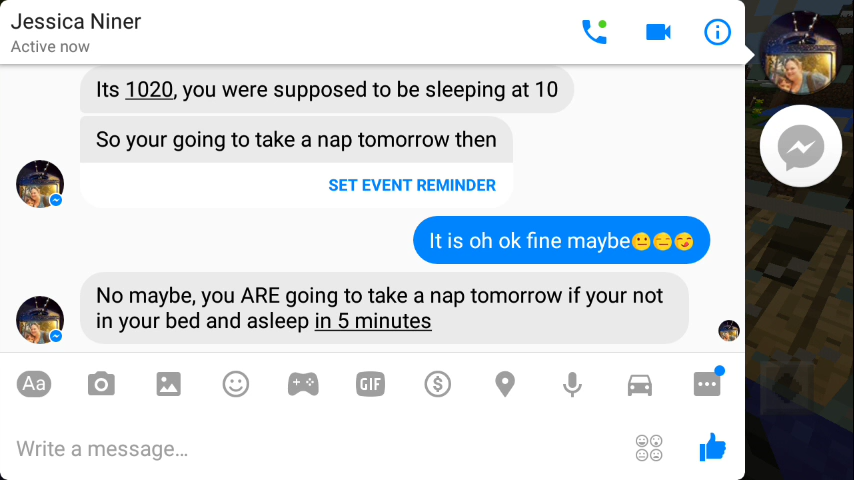 Jessica Niner
Active now
Its 1020, you were supposed to be sleeping at 10
So your going to take a nap tomorrow then
SET EVENT REMINDER
It is oh ok fine maybe😐😑😋
No maybe, you ARE going to take a nap tomorrow if your not
in your bed and asleep in 5 minutes
Aa
GIF
$
Write a message...